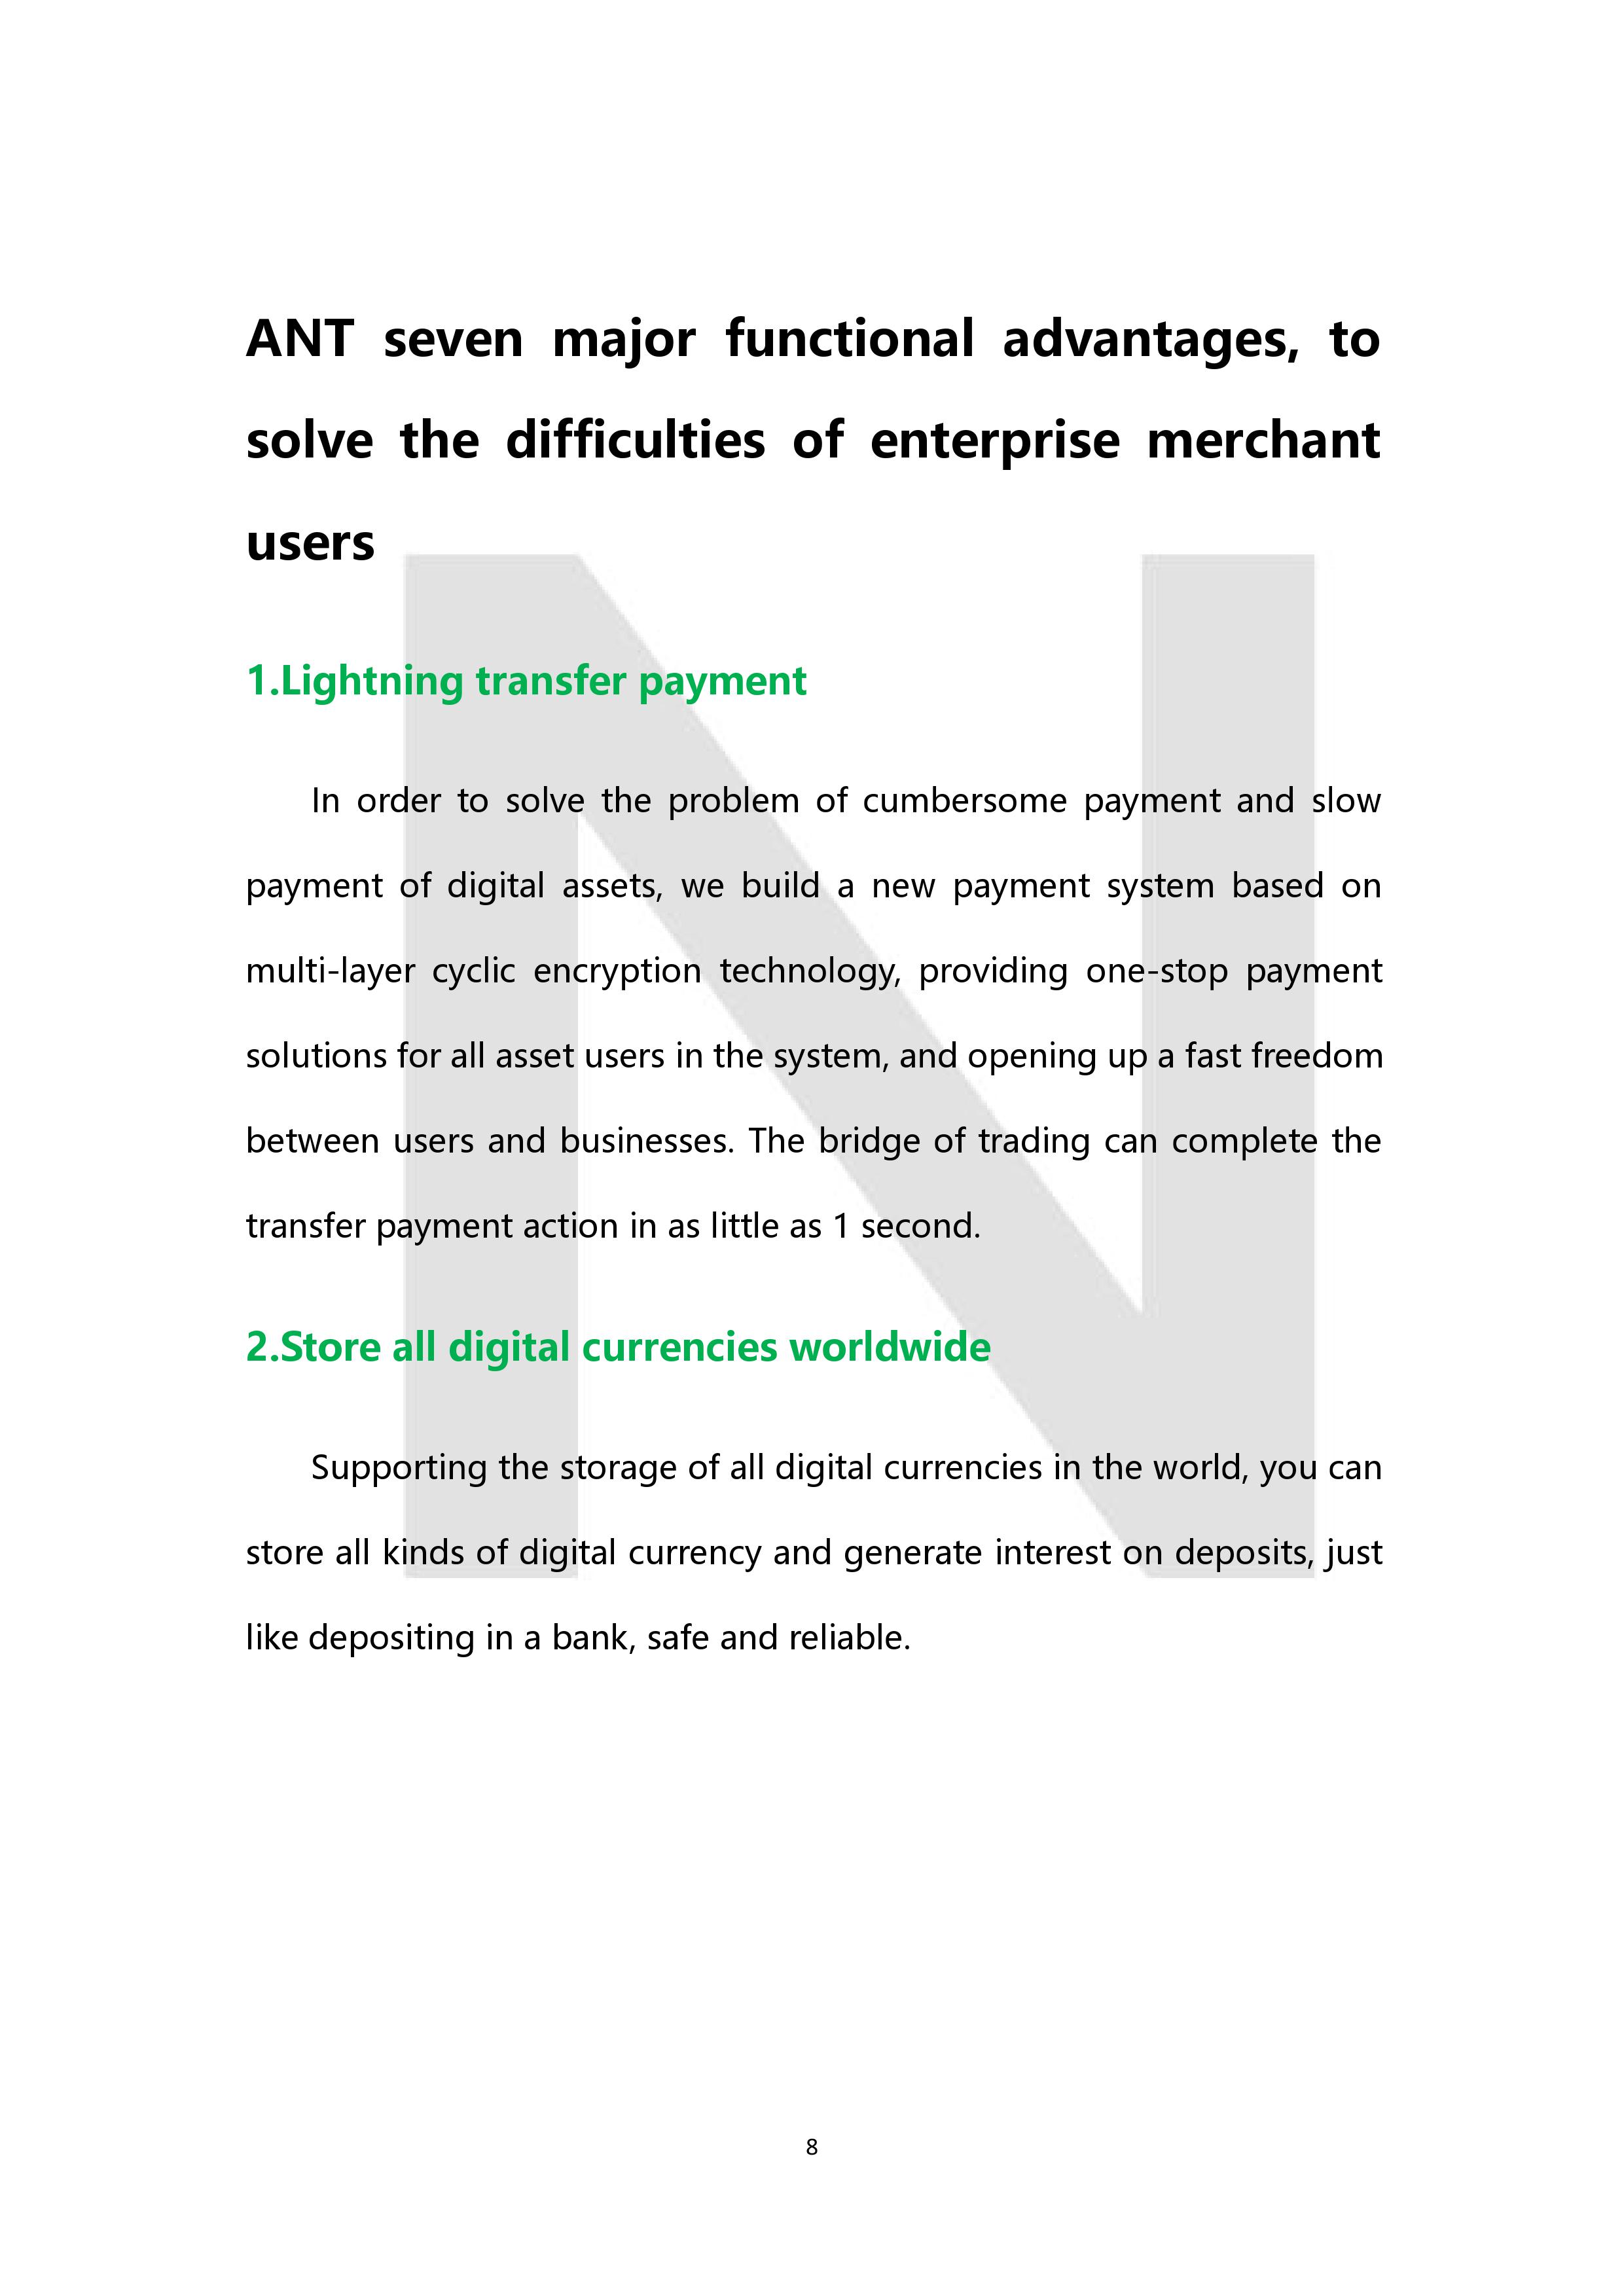 ANT seven major functional advantages, to
solve the difficulties of enterprise merchant
users
1.Lightning transfer payment
In order to solve the problem of cumbersome payment and slow
payment of digital assets, we build a new payment system based on
multi-layer cyclic encryption technology, providing one-stop payment
solutions for all asset users in the system, and opening up a fast freedom
between users and businesses. The bridge of trading can complete the
transfer payment action in as little as 1 second.
2.Store all digital currencies worldwide
Supporting the storage of all digital currencies in the world, you can
store all kinds of digital currency and generate interest on deposits, just
like depositing in a bank, safe and reliable.
8